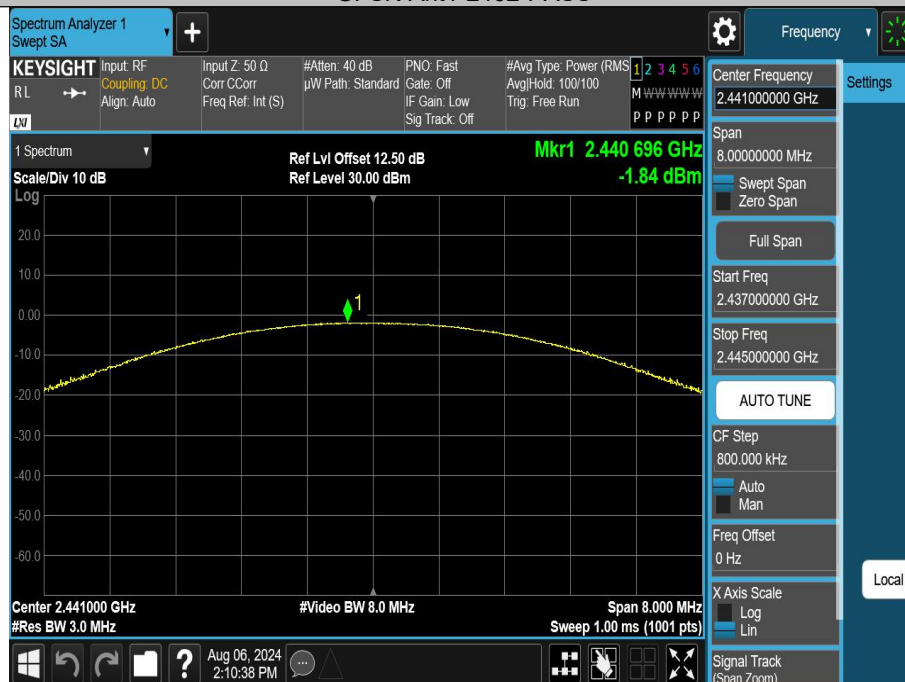 Spectrum Analyzer 1
Swept SA
Frequency
KEYSIGHT
RL
LXI
Input: RF
Coupling: DC
Align: Auto
Input Z: 50 Ω
Corr CCorr
Freq Ref: Int (S)
#Atten: 40 dB
µW Path: Standard
PNO: Fast
Gate: Off
IF Gain: Low
Sig Track: Off
#Avg Type: Power (RMS
Avg|Hold: 100/100
Trig: Free Run
1 2 3 4 5 6
M W W W W W
P P P P P P
1 Spectrum
Scale/Div 10 dB
Ref Lvl Offset 12.50 dB
Ref Level 30.00 dBm
Mkr1 2.440 696 GHz
-1.84 dBm
Log
20.0
10.0
0.00
-10.0
-20.0
-30.0
-40.0
-50.0
-60.0
1
Center 2.441000 GHz
#Res BW 3.0 MHz
#Video BW 8.0 MHz
Span 8.000 MHz
Sweep 1.00 ms (1001 pts)
Aug 06, 2024
2:10:38 PM
Center Frequency
2.441000000 GHz
Settings
Span
8.00000000 MHz
Swept Span
Zero Span
Full Span
Start Freq
2.437000000 GHz
Stop Freq
2.445000000 GHz
AUTO TUNE
CF Step
800.000 kHz
Auto
Man
Freq Offset
0 Hz
Local
X Axis Scale
Log
Lin
Signal Track
(Span Zoom)